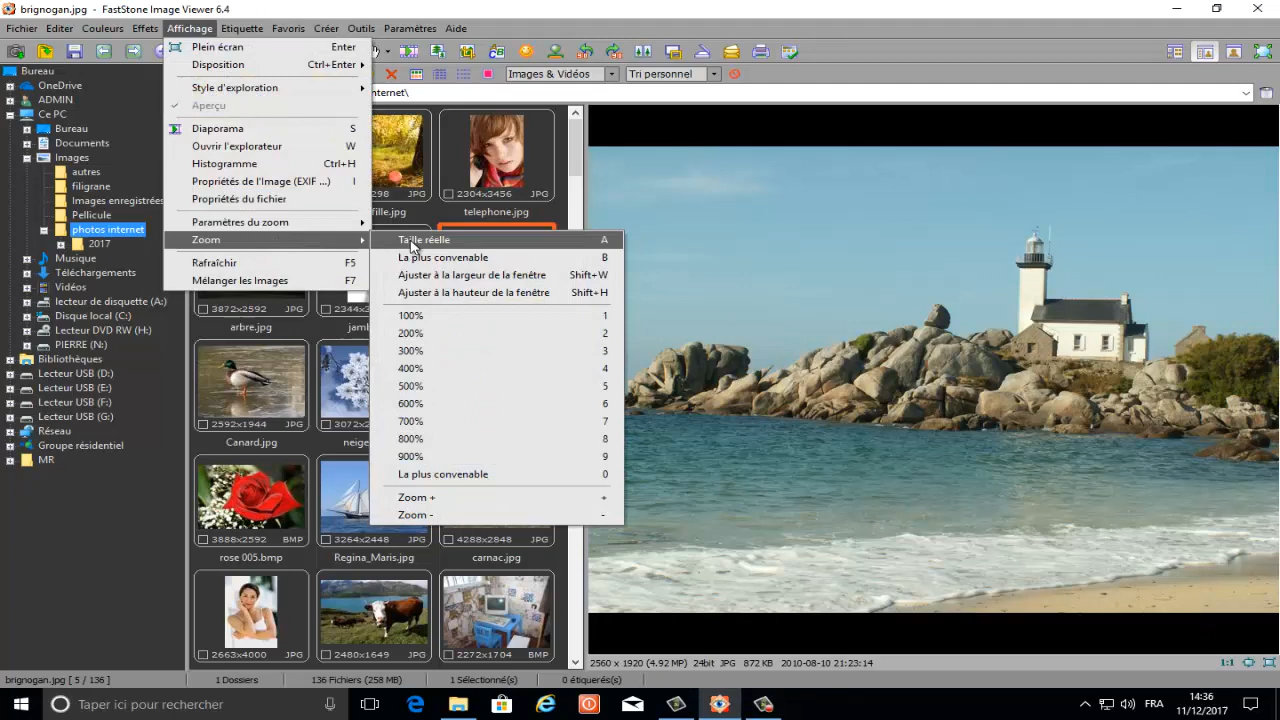 brignogan.jpg - FastStone Image Viewer 6.4
Fichier Editer Couleurs Effets Affichage Etiquette Favoris Créer Outils Paramètres Aide
Images & Vidéos Tri personnel
nternet\
Plein écran Enter
Disposition Ctrl+Enter
Style d'exploration
Aperçu
Diaporama S
Ouvrir l'explorateur W
Histogramme Ctrl+H
Propriétés de l'Image (EXIF ...) I
Propriétés du fichier
Paramètres du zoom
Zoom
Rafraîchir F5
Mélanger les Images F7
Taille réelle A
La plus convenable B
Ajuster à la largeur de la fenêtre Shift+W
Ajuster à la hauteur de la fenêtre Shift+H
100% 1
200% 2
300% 3
400% 4
500% 5
600% 6
700% 7
800% 8
900% 9
La plus convenable 0
Zoom + +
Zoom - -
Bureau
OneDrive
ADMIN
Ce PC
Bureau
Documents
Images
autres
filigrane
Images enregistrées
Pellicule
photos internet
2017
Musique
Téléchargements
Vidéos
lecteur de disquette (A:)
Disque local (C:)
Lecteur DVD RW (H:)
PIERRE (N:)
Bibliothèques
Lecteur USB (D:)
Lecteur USB (E:)
Lecteur USB (F:)
Lecteur USB (G:)
Réseau
Groupe résidentiel
MR
298 JPG 2304x3456 JPG
fille.jpg telephone.jpg
3872x2592 JPG 2344x3
arbre.jpg jamb
2592x1944 JPG 3072x2
Canard.jpg neige
3888x2592 BMP 3264x2448 JPG 4288x2848 JPG
rose 005.bmp Regina_Maris.jpg carnac.jpg
2663x4000 JPG 2480x1649 JPG 2272x1704 BMP
2560 x 1920 (4.92 MP) 24bit JPG 872 KB 2010-08-10 21:23:14 1:1
brignogan.jpg [ 5 / 136 ] 1 Dossiers 136 Fichiers (258 MB) 1 Sélectionné(s) 0 étiquetés(s)
Taper ici pour rechercher
FRA
14:36
11/12/2017